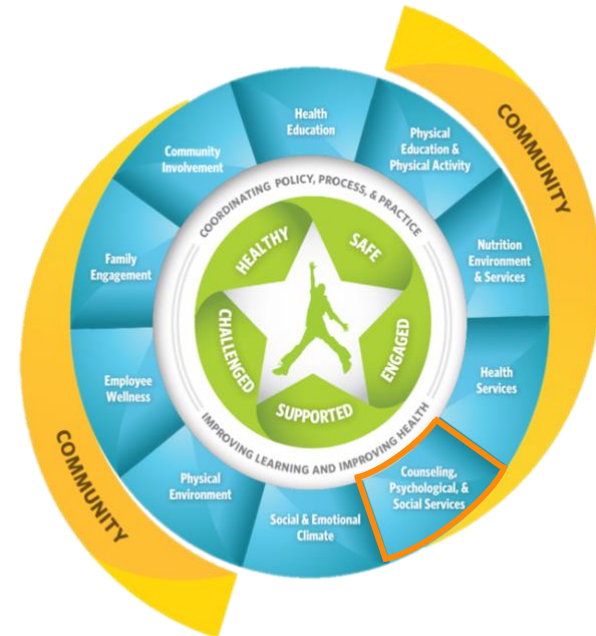 COMMUNITY
Health
Education
Physical
Education &
Physical Activity
Nutrition
Environment
& Services
Health
Services
Counseling,
Psychological, &
Social Services
Social & Emotional
Climate
Physical
Environment
Employee
Wellness
Family
Engagement
Community
Involvement
COORDINATING POLICY, PROCESS, & PRACTICE
IMPROVING LEARNING AND IMPROVING HEALTH
HEALTHY
SAFE
ENGAGED
SUPPORTED
CHALLENGED
COMMUNITY